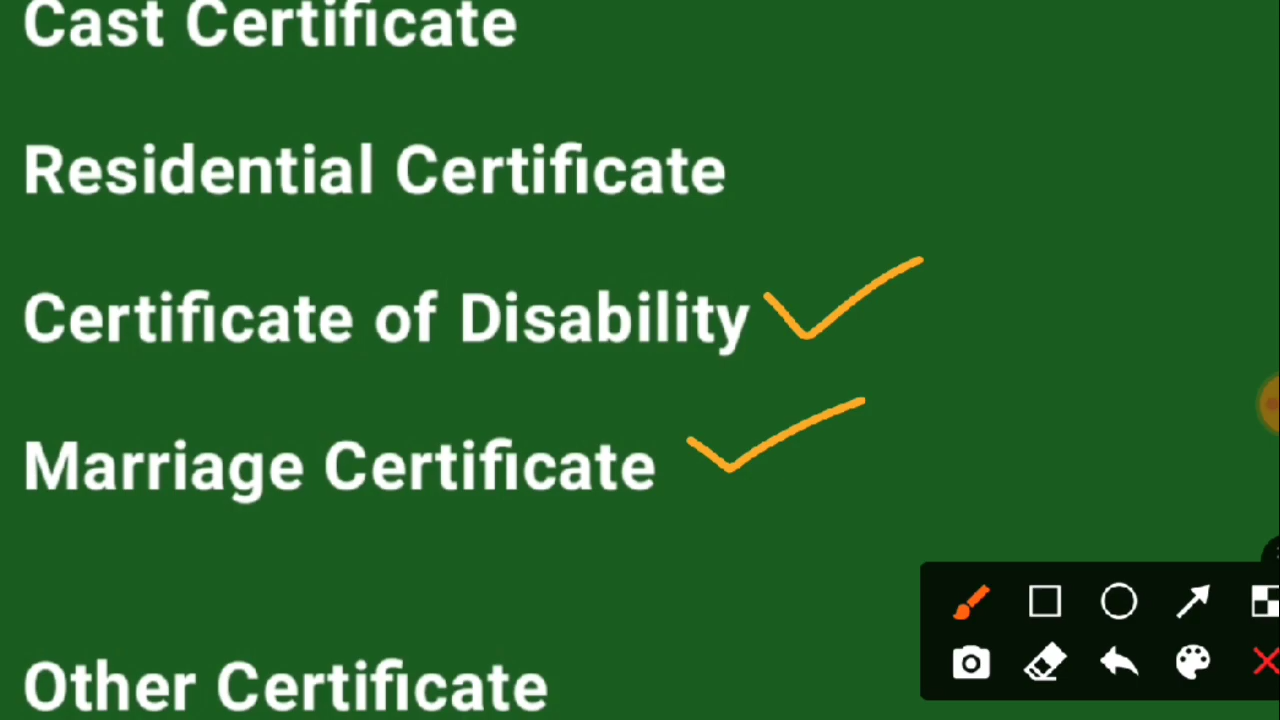 Cast Certificate
Residential Certificate
Certificate of Disability
Marriage Certificate
Other Certificate